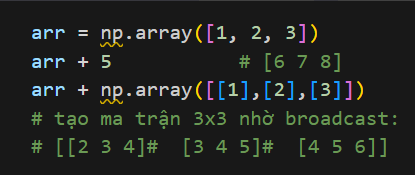 arr = np.array([1, 2, 3])
arr + 5          # [6 7 8]
arr + np.array([[1],[2],[3]])
# tạo ma trận 3x3 nhờ broadcast:
# [[2 3 4]#  [3 4 5]#  [4 5 6]]